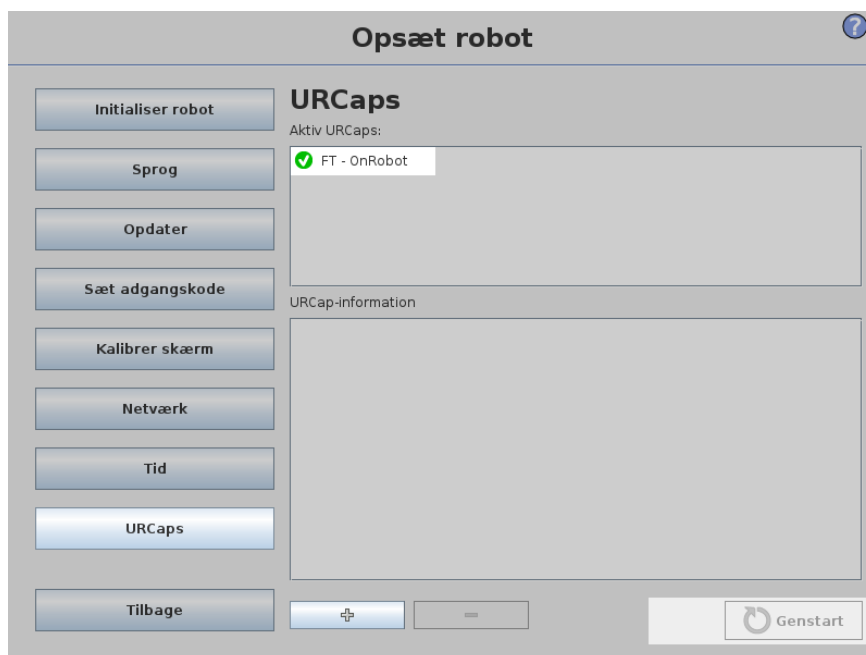 Opsæt robot
?
Initialiser robot
Sprog
Opdater
Sæt adgangskode
Kalibrer skærm
Netværk
Tid
URCaps
Tilbage
URCaps
Aktiv URCaps:
FT - OnRobot
URCap-information
Genstart